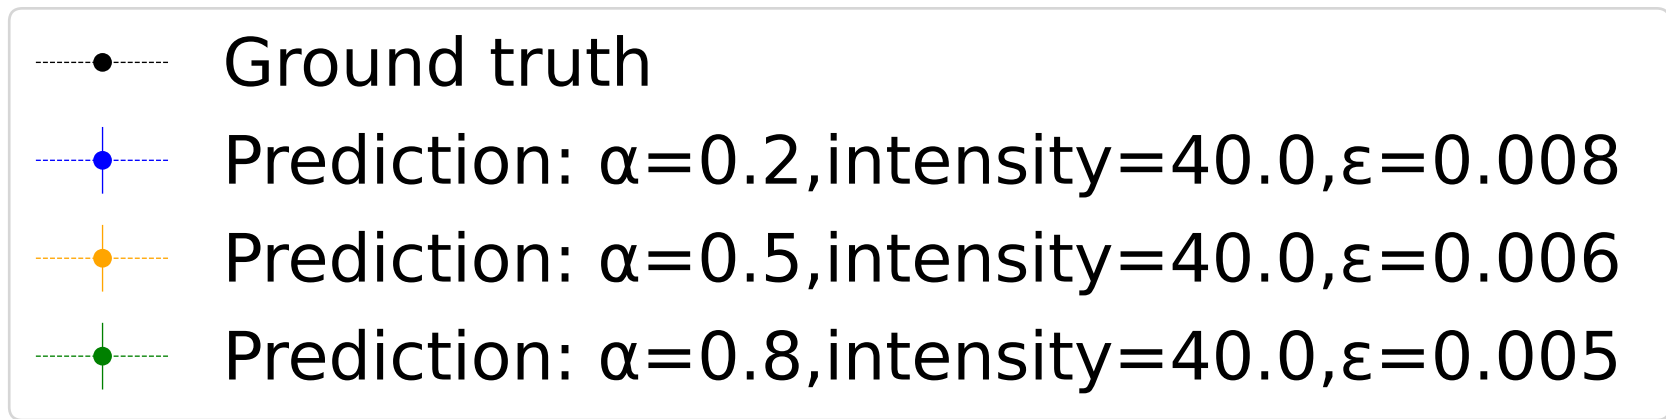 Ground truth
Prediction: α=0.2,intensity=40.0,ε=0.008
Prediction: α=0.5,intensity=40.0,ε=0.006
Prediction: α=0.8,intensity=40.0,ε=0.005